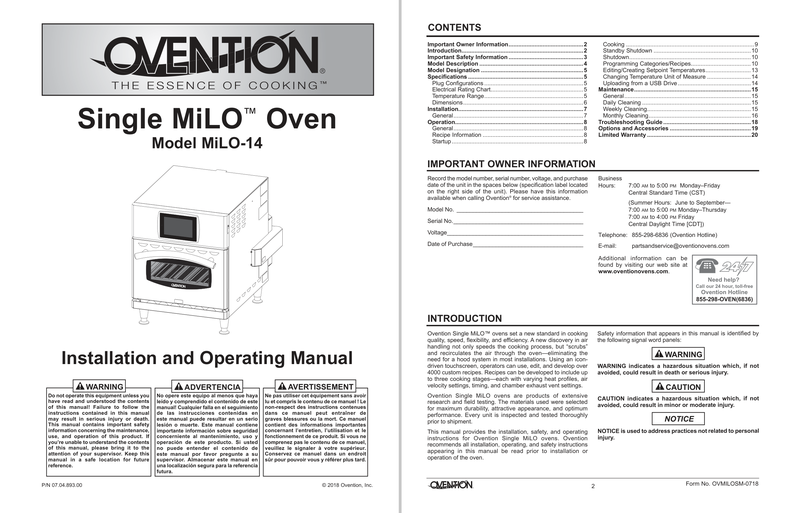 OVENTION®
THE ESSENCE OF COOKING™
Single MiLO™ Oven
Model MiLO-14
OVENTION
Installation and Operating Manual
WARNING
Do not operate this equipment unless you
have read and understood the contents
of this manual! Failure to follow the
instructions contained in this manual
may result in serious injury or death.
This manual contains important safety
information concerning the maintenance,
use, and operation of this product. If
you're unable to understand the contents
of this manual, please bring it to the
attention of your supervisor. Keep this
manual in a safe location for future
reference.
ADVERTENCIA
No opere este equipo al menos que haya
leído y comprendido el contenido de este
manual! Cualquier falla en el seguimiento
de las instrucciones contenidas en
este manual puede resultar en un serio
lesión o muerte. Este manual contiene
importante información sobre seguridad
concerniente al mantenimiento, uso y
operación de este producto. Si usted
no puede entender el contenido de
este manual por favor pregunte a su
supervisor. Almacenar este manual en
una localización segura para la referencia
futura.
AVERTISSEMENT
Ne pas utiliser cet équipement sans avoir
lu et compris le contenu de ce manuel ! Le
non-respect des instructions contenues
dans ce manuel peut entraîner de
graves blessures ou la mort. Ce manuel
contient des informations importantes
concernant l'entretien, l'utilisation et le
fonctionnement de ce produit. Si vous ne
comprenez pas le contenu de ce manuel,
veuillez le signaler à votre supérieur.
Conservez ce manuel dans un endroit
sûr pour pouvoir vous y référer plus tard.
P/N 07.04.893.00
© 2018 Ovention, Inc.
CONTENTS
Important Owner Information 2
Introduction 2
Important Safety Information 3
Model Description 4
Model Designation 5
Specifications 5
Plug Configurations 5
Electrical Rating Chart 5
Temperature Range 5
Dimensions 6
Installation 7
General 7
Operation 8
General 8
Recipe Information 8
Startup 8
Cooking 9
Standby Shutdown 10
Shutdown 10
Programming Categories/Recipes 10
Editing/Creating Setpoint Temperatures 13
Changing Temperature Unit of Measure 14
Uploading from a USB Drive 14
Maintenance 15
General 15
Daily Cleaning 15
Weekly Cleaning 15
Monthly Cleaning 16
Troubleshooting Guide 18
Options and Accessories 19
Limited Warranty 20
IMPORTANT OWNER INFORMATION
Record the model number, serial number, voltage, and purchase
date of the unit in the spaces below (specification label located
on the right side of the unit). Please have this information
available when calling Ovention® for service assistance.
Model No.
Serial No.
Voltage
Date of Purchase
Business
Hours: 7:00 AM to 5:00 PM Monday–Friday
Central Standard Time (CST)
(Summer Hours: June to September—
7:00 AM to 5:00 PM Monday–Thursday
7:00 AM to 4:00 PM Friday
Central Daylight Time [CDT])
Telephone: 855-298-6836 (Ovention Hotline)
E-mail: partsandservice@oventionovens.com
Additional information can be
found by visiting our web site at
www.oventionovens.com.
24/7
Need help?
Call our 24 hour, toll-free
Ovention Hotline
855-298-OVEN(6836)
INTRODUCTION
Ovention Single MiLO™ ovens set a new standard in cooking
quality, speed, flexibility, and efficiency. A new discovery in air
handling not only speeds the cooking process, but "scrubs"
and recirculates the air through the oven—eliminating the
need for a hood system in most installations. Using an icon-
driven touchscreen, operators can use, edit, and develop over
4000 custom recipes. Recipes can be developed to include up
to three cooking stages—each with varying heat profiles, air
velocity settings, timing, and chamber exhaust vent settings.
Ovention Single MiLO ovens are products of extensive
research and field testing. The materials used were selected
for maximum durability, attractive appearance, and optimum
performance. Every unit is inspected and tested thoroughly
prior to shipment.
This manual provides the installation, safety, and operating
instructions for Ovention Single MiLO ovens. Ovention
recommends all installation, operating, and safety instructions
appearing in this manual be read prior to installation or
operation of the oven.
Safety information that appears in this manual is identified by
the following signal word panels:
WARNING
WARNING indicates a hazardous situation which, if not
avoided, could result in death or serious injury.
CAUTION
CAUTION indicates a hazardous situation which, if not
avoided, could result in minor or moderate injury.
NOTICE
NOTICE is used to address practices not related to personal
injury.
OVENTION
2
Form No. OVMILOSM-0718